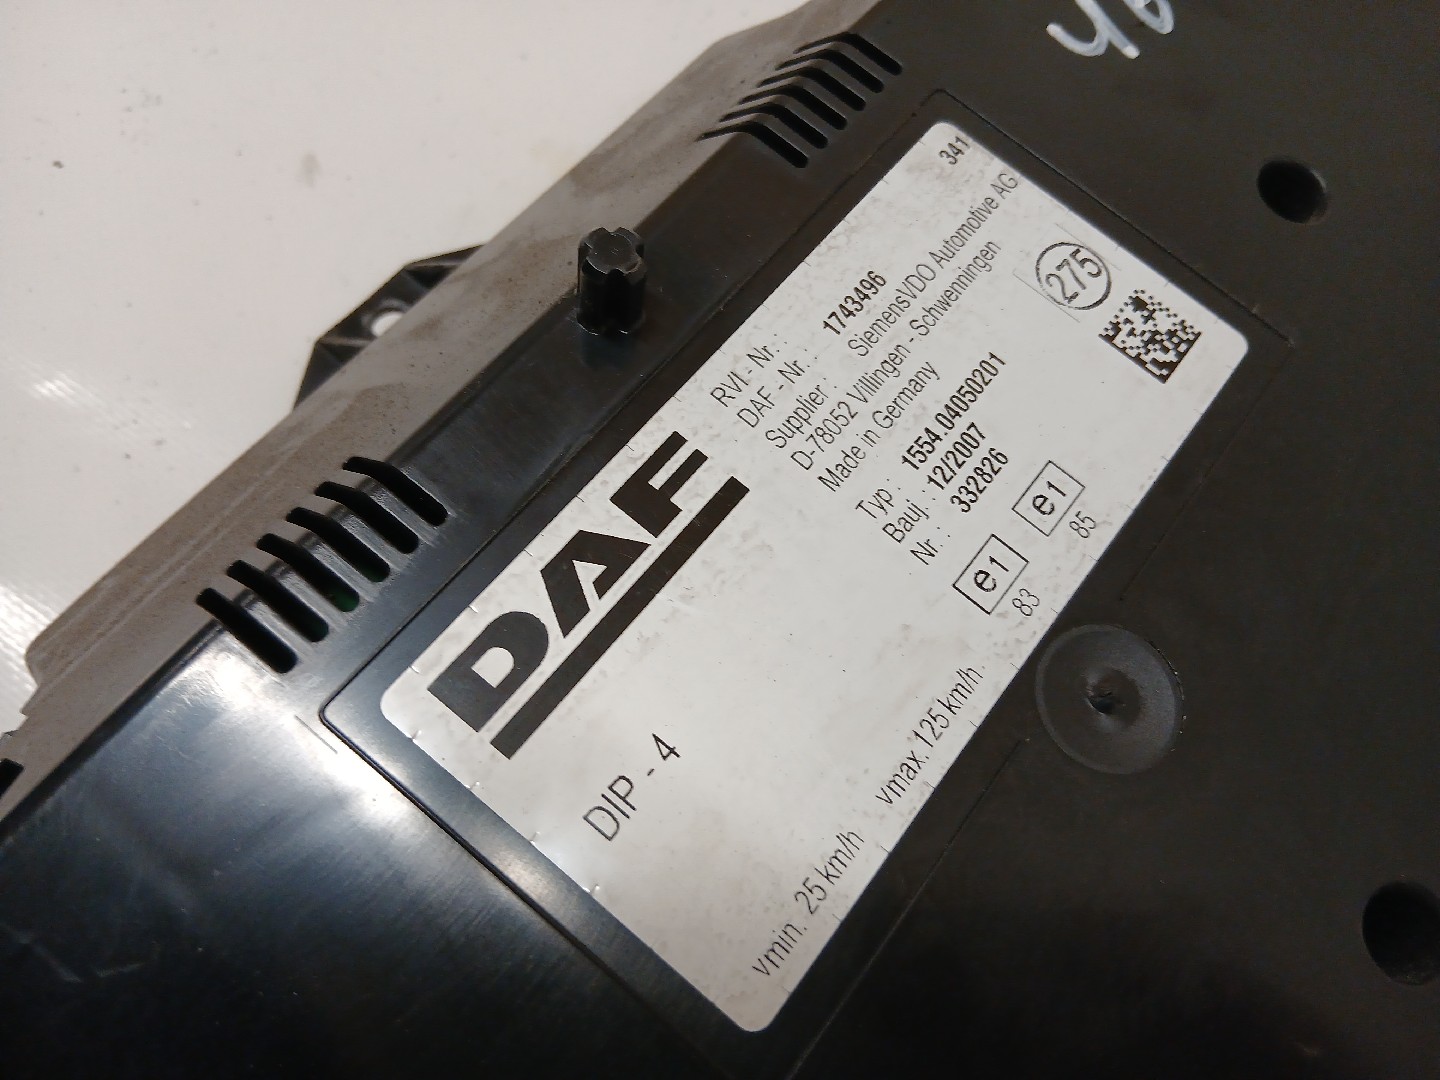 341
RVI.- Nr. :
DAF - Nr. : 1743496
Supplier : SiemensVDO Automotive AG
D-78052 Villingen - Schwenningen
Made in Germany
275
Typ : 1554.04050201
Bauj. : 12/2007
Nr. : 332826
e1
83
e1
85
DAF
DIP - 4
vmin. 25 km/h
vmax. 125 km/h